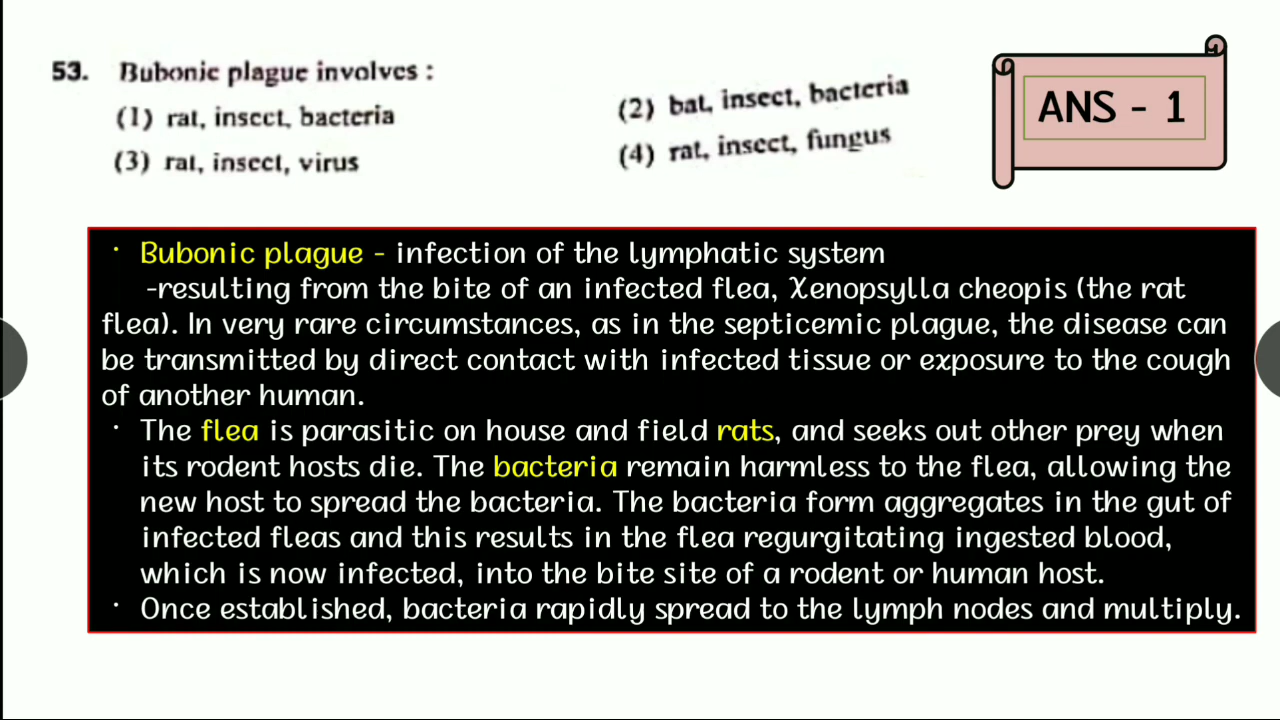 53. Bubonic plague involves :
(1) rat, insect, bacteria
(2) bat, insect, bacteria
(3) rat, insect, virus
(4) rat, insect, fungus
ANS - 1
· Bubonic plague - infection of the lymphatic system
-resulting from the bite of an infected flea, Xenopsylla cheopis (the rat
flea). In very rare circumstances, as in the septicemic plague, the disease can
be transmitted by direct contact with infected tissue or exposure to the cough
of another human.
· The flea is parasitic on house and field rats, and seeks out other prey when
its rodent hosts die. The bacteria remain harmless to the flea, allowing the
new host to spread the bacteria. The bacteria form aggregates in the gut of
infected fleas and this results in the flea regurgitating ingested blood,
which is now infected, into the bite site of a rodent or human host.
· Once established, bacteria rapidly spread to the lymph nodes and multiply.